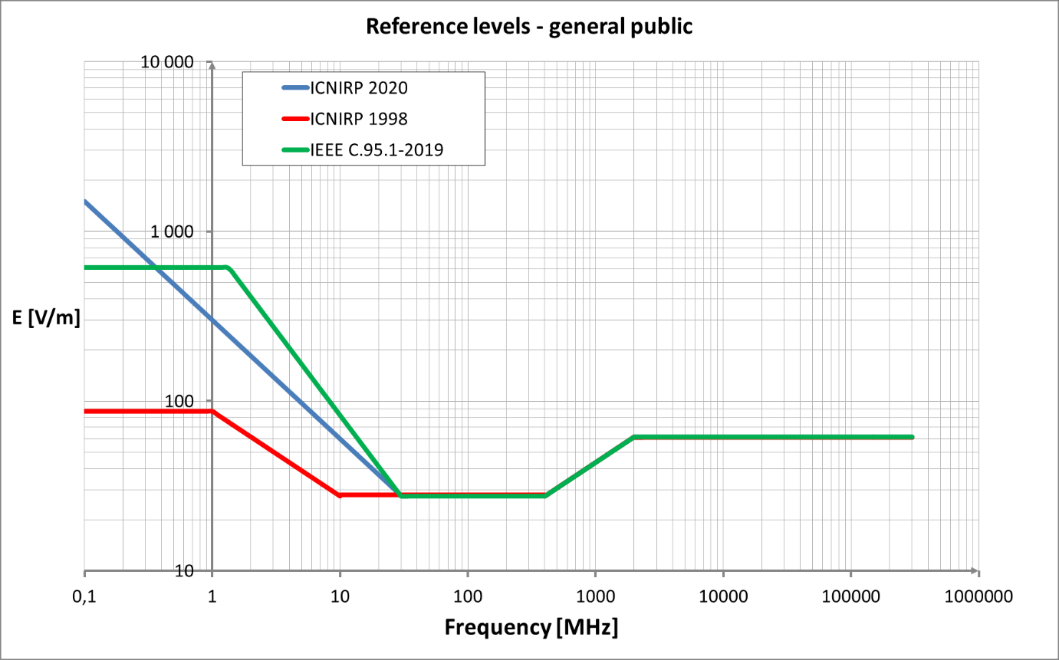 Reference levels - general public
10 000
ICNIRP 2020
ICNIRP 1998
IEEE C.95.1-2019
1 000
E [V/m]
100
10
0,1 1 10 100 1000 10000 100000 1000000
Frequency [MHz]